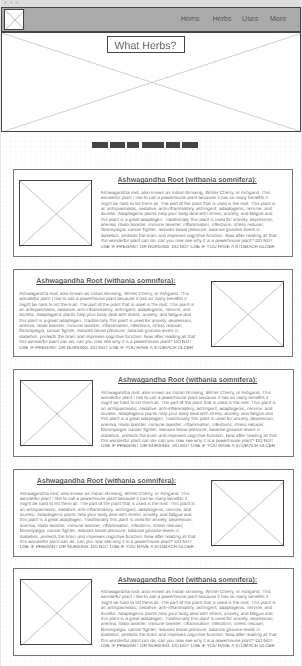 Home Herbs Uses More
What Herbs?
Ashwagandha Root (withania somnifera):
Ashwagandha root, also known as Indian Ginseng, Winter Cherry, or Ashgand. This
wonderful plant I like to call a powerhouse plant because it has so many benefits it
might be hard to list them all. The part of the plant that is used is the root. This plant is
an antispasmodic, sedative, anti-inflammatory, astringent, adaptogenic, nervine, and
diuretic. Adaptogenic plants help your body deal with stress, anxiety, and fatigue and
this plant is a great adaptogen. Traditionally this plant is used for anxiety, depression,
anemia, libido booster, immune booster, inflammation, infections, stress reducer,
fibromyalgia, cancer fighter, reduces blood pressure, balance glucose levels in
diabetics, protects the brain and improves cognitive function. Now after reading all that
this wonderful plant can do, can you now see why it is a powerhouse plant? DO NOT
USE IF PREGNANT OR NURSING. DO NOT USE IF YOU HAVE A STOMACH ULCER
Ashwagandha Root (withania somnifera):
Ashwagandha root, also known as Indian Ginseng, Winter Cherry, or Ashgand. This
wonderful plant I like to call a powerhouse plant because it has so many benefits it
might be hard to list them all. The part of the plant that is used is the root. This plant is
an antispasmodic, sedative, anti-inflammatory, astringent, adaptogenic, nervine, and
diuretic. Adaptogenic plants help your body deal with stress, anxiety, and fatigue and
this plant is a great adaptogen. Traditionally this plant is used for anxiety, depression,
anemia, libido booster, immune booster, inflammation, infections, stress reducer,
fibromyalgia, cancer fighter, reduces blood pressure, balance glucose levels in
diabetics, protects the brain and improves cognitive function. Now after reading all that
this wonderful plant can do, can you now see why it is a powerhouse plant? DO NOT
USE IF PREGNANT OR NURSING. DO NOT USE IF YOU HAVE A STOMACH ULCER
Ashwagandha Root (withania somnifera):
Ashwagandha root, also known as Indian Ginseng, Winter Cherry, or Ashgand. This
wonderful plant I like to call a powerhouse plant because it has so many benefits it
might be hard to list them all. The part of the plant that is used is the root. This plant is
an antispasmodic, sedative, anti-inflammatory, astringent, adaptogenic, nervine, and
diuretic. Adaptogenic plants help your body deal with stress, anxiety, and fatigue and
this plant is a great adaptogen. Traditionally this plant is used for anxiety, depression,
anemia, libido booster, immune booster, inflammation, infections, stress reducer,
fibromyalgia, cancer fighter, reduces blood pressure, balance glucose levels in
diabetics, protects the brain and improves cognitive function. Now after reading all that
this wonderful plant can do, can you now see why it is a powerhouse plant? DO NOT
USE IF PREGNANT OR NURSING. DO NOT USE IF YOU HAVE A STOMACH ULCER
Ashwagandha Root (withania somnifera):
Ashwagandha root, also known as Indian Ginseng, Winter Cherry, or Ashgand. This
wonderful plant I like to call a powerhouse plant because it has so many benefits it
might be hard to list them all. The part of the plant that is used is the root. This plant is
an antispasmodic, sedative, anti-inflammatory, astringent, adaptogenic, nervine, and
diuretic. Adaptogenic plants help your body deal with stress, anxiety, and fatigue and
this plant is a great adaptogen. Traditionally this plant is used for anxiety, depression,
anemia, libido booster, immune booster, inflammation, infections, stress reducer,
fibromyalgia, cancer fighter, reduces blood pressure, balance glucose levels in
diabetics, protects the brain and improves cognitive function. Now after reading all that
this wonderful plant can do, can you now see why it is a powerhouse plant? DO NOT
USE IF PREGNANT OR NURSING. DO NOT USE IF YOU HAVE A STOMACH ULCER
Ashwagandha Root (withania somnifera):
Ashwagandha root, also known as Indian Ginseng, Winter Cherry, or Ashgand. This
wonderful plant I like to call a powerhouse plant because it has so many benefits it
might be hard to list them all. The part of the plant that is used is the root. This plant is
an antispasmodic, sedative, anti-inflammatory, astringent, adaptogenic, nervine, and
diuretic. Adaptogenic plants help your body deal with stress, anxiety, and fatigue and
this plant is a great adaptogen. Traditionally this plant is used for anxiety, depression,
anemia, libido booster, immune booster, inflammation, infections, stress reducer,
fibromyalgia, cancer fighter, reduces blood pressure, balance glucose levels in
diabetics, protects the brain and improves cognitive function. Now after reading all that
this wonderful plant can do, can you now see why it is a powerhouse plant? DO NOT
USE IF PREGNANT OR NURSING. DO NOT USE IF YOU HAVE A STOMACH ULCER